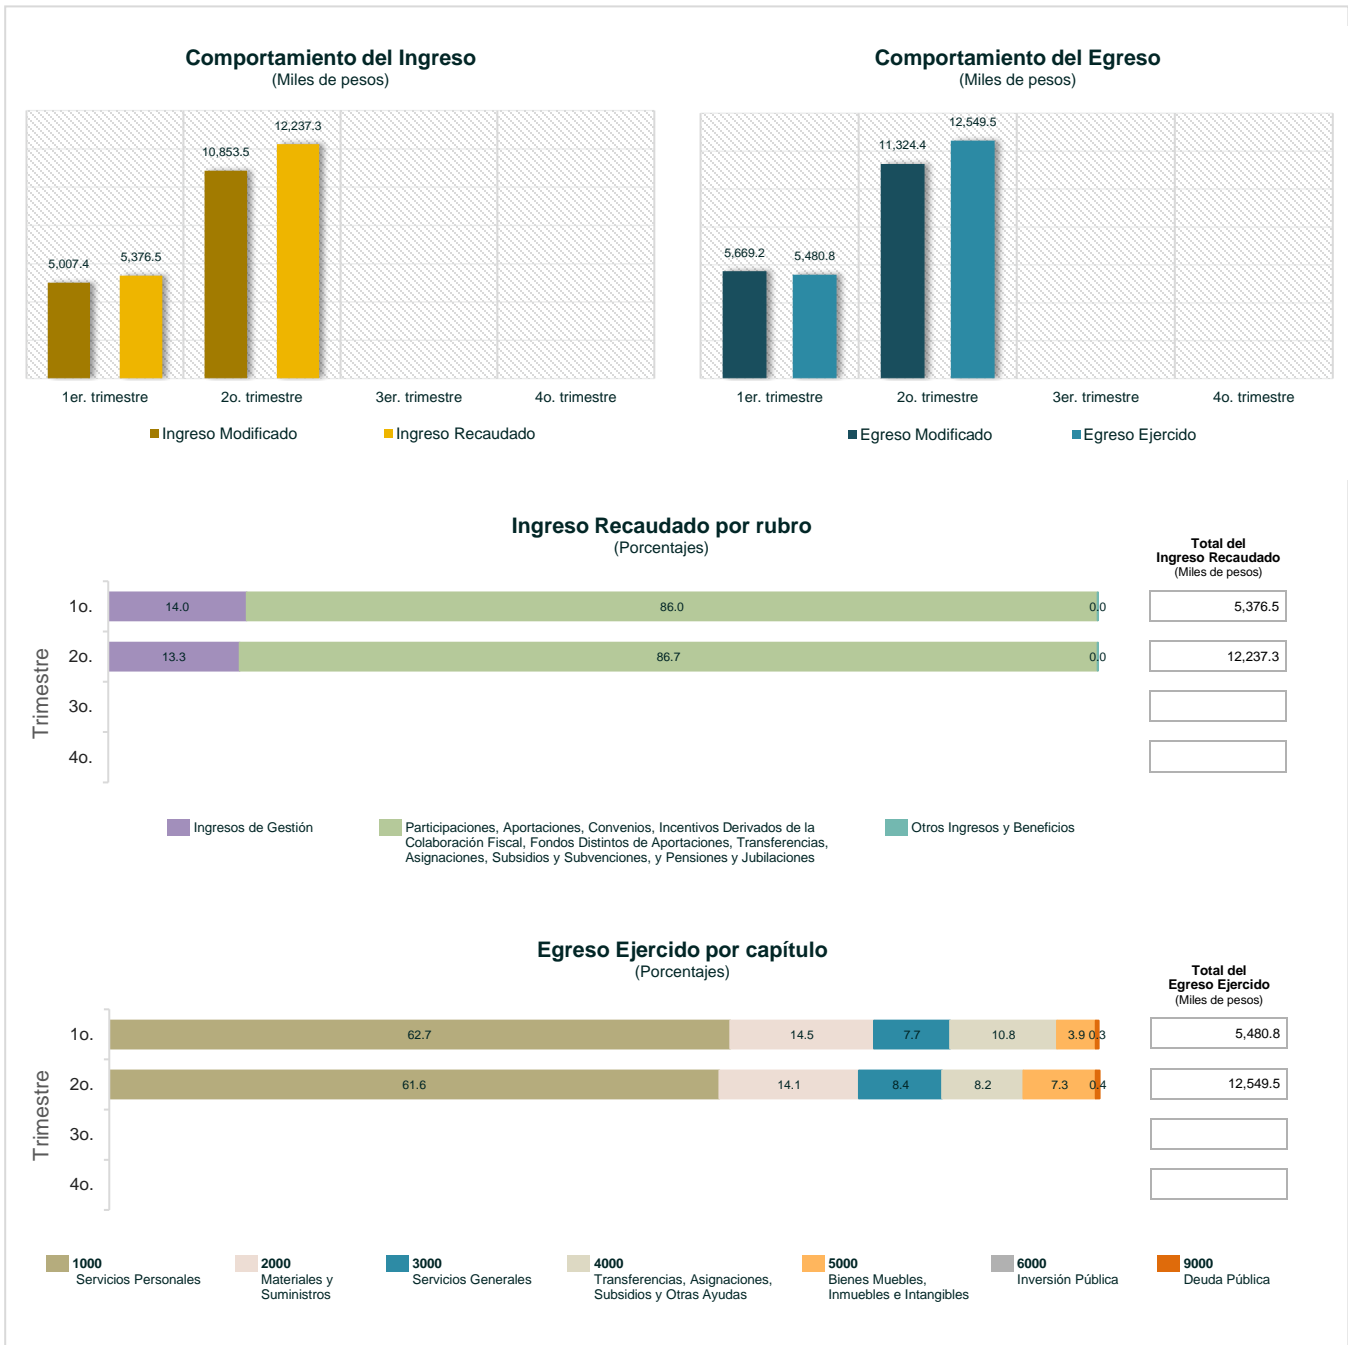 Comportamiento del Ingreso
(Miles de pesos)
5,007.4
5,376.5
10,853.5
12,237.3
1er. trimestre
2o. trimestre
3er. trimestre
4o. trimestre
Ingreso Modificado
Ingreso Recaudado
Comportamiento del Egreso
(Miles de pesos)
5,669.2
5,480.8
11,324.4
12,549.5
1er. trimestre
2o. trimestre
3er. trimestre
4o. trimestre
Egreso Modificado
Egreso Ejercido
Ingreso Recaudado por rubro
(Porcentajes)
Total del
Ingreso Recaudado
(Miles de pesos)
Trimestre
1o.
14.0
86.0
0.0
5,376.5
2o.
13.3
86.7
0.0
12,237.3
3o.
4o.
Ingresos de Gestión
Participaciones, Aportaciones, Convenios, Incentivos Derivados de la
Colaboración Fiscal, Fondos Distintos de Aportaciones, Transferencias,
Asignaciones, Subsidios y Subvenciones, y Pensiones y Jubilaciones
Otros Ingresos y Beneficios
Egreso Ejercido por capítulo
(Porcentajes)
Total del
Egreso Ejercido
(Miles de pesos)
Trimestre
1o.
62.7
14.5
7.7
10.8
3.9
0.3
5,480.8
2o.
61.6
14.1
8.4
8.2
7.3
0.4
12,549.5
3o.
4o.
1000
Servicios Personales
2000
Materiales y
Suministros
3000
Servicios Generales
4000
Transferencias, Asignaciones,
Subsidios y Otras Ayudas
5000
Bienes Muebles,
Inmuebles e Intangibles
6000
Inversión Pública
9000
Deuda Pública